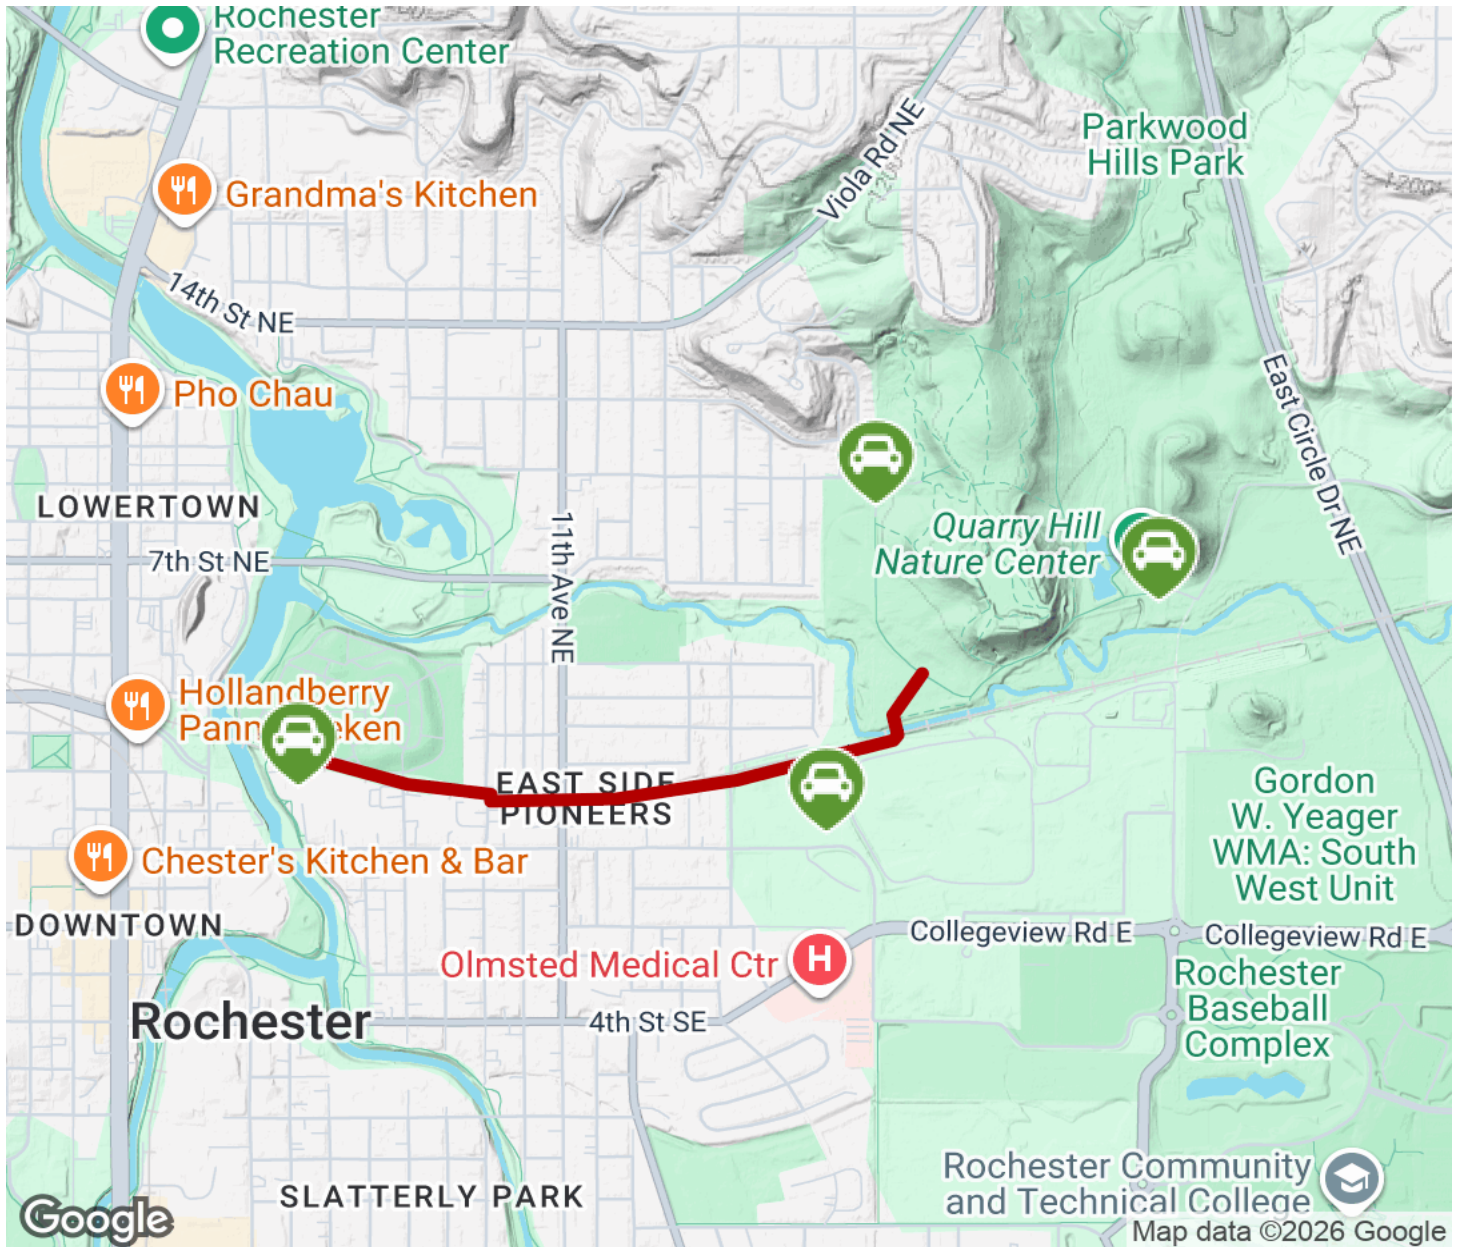 Rochester
Recreation Center
Parkwood
Hills Park
Viola Rd NE
Grandma's Kitchen
14th St NE
Pho Chau
East Circle Dr NE
LOWERTOWN
7th St NE
11th Ave NE
Quarry Hill
Nature Center
Hollandberry
EAST SIDE
PIONEERS
Gordon
W. Yeager
WMA: South
West Unit
Chester's Kitchen & Bar
DOWNTOWN
Collegeview Rd E
Collegeview Rd E
Olmsted Medical Ctr
H
Rochester
Baseball
Complex
Rochester
4th St SE
Rochester Community
and Technical College
SLATTERLY PARK
Google
Map data ©2026 Google